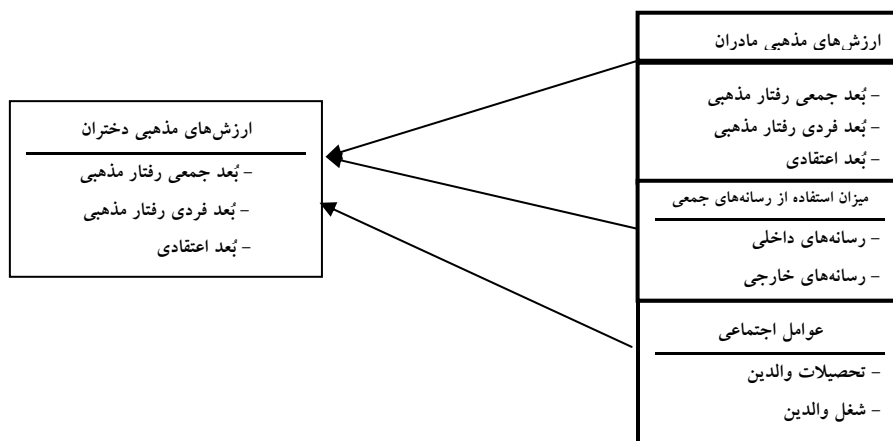 ارزش‌های مذهبی مادران
- بُعد جمعی رفتار مذهبی
- بُعد فردی رفتار مذهبی
- بُعد اعتقادی
میزان استفاده از رسانه‌های جمعی
- رسانه‌های داخلی
- رسانه‌های خارجی
عوامل اجتماعی
- تحصیلات والدین
- شغل والدین
ارزش‌های مذهبی دختران
- بُعد جمعی رفتار مذهبی
- بُعد فردی رفتار مذهبی
- بُعد اعتقادی